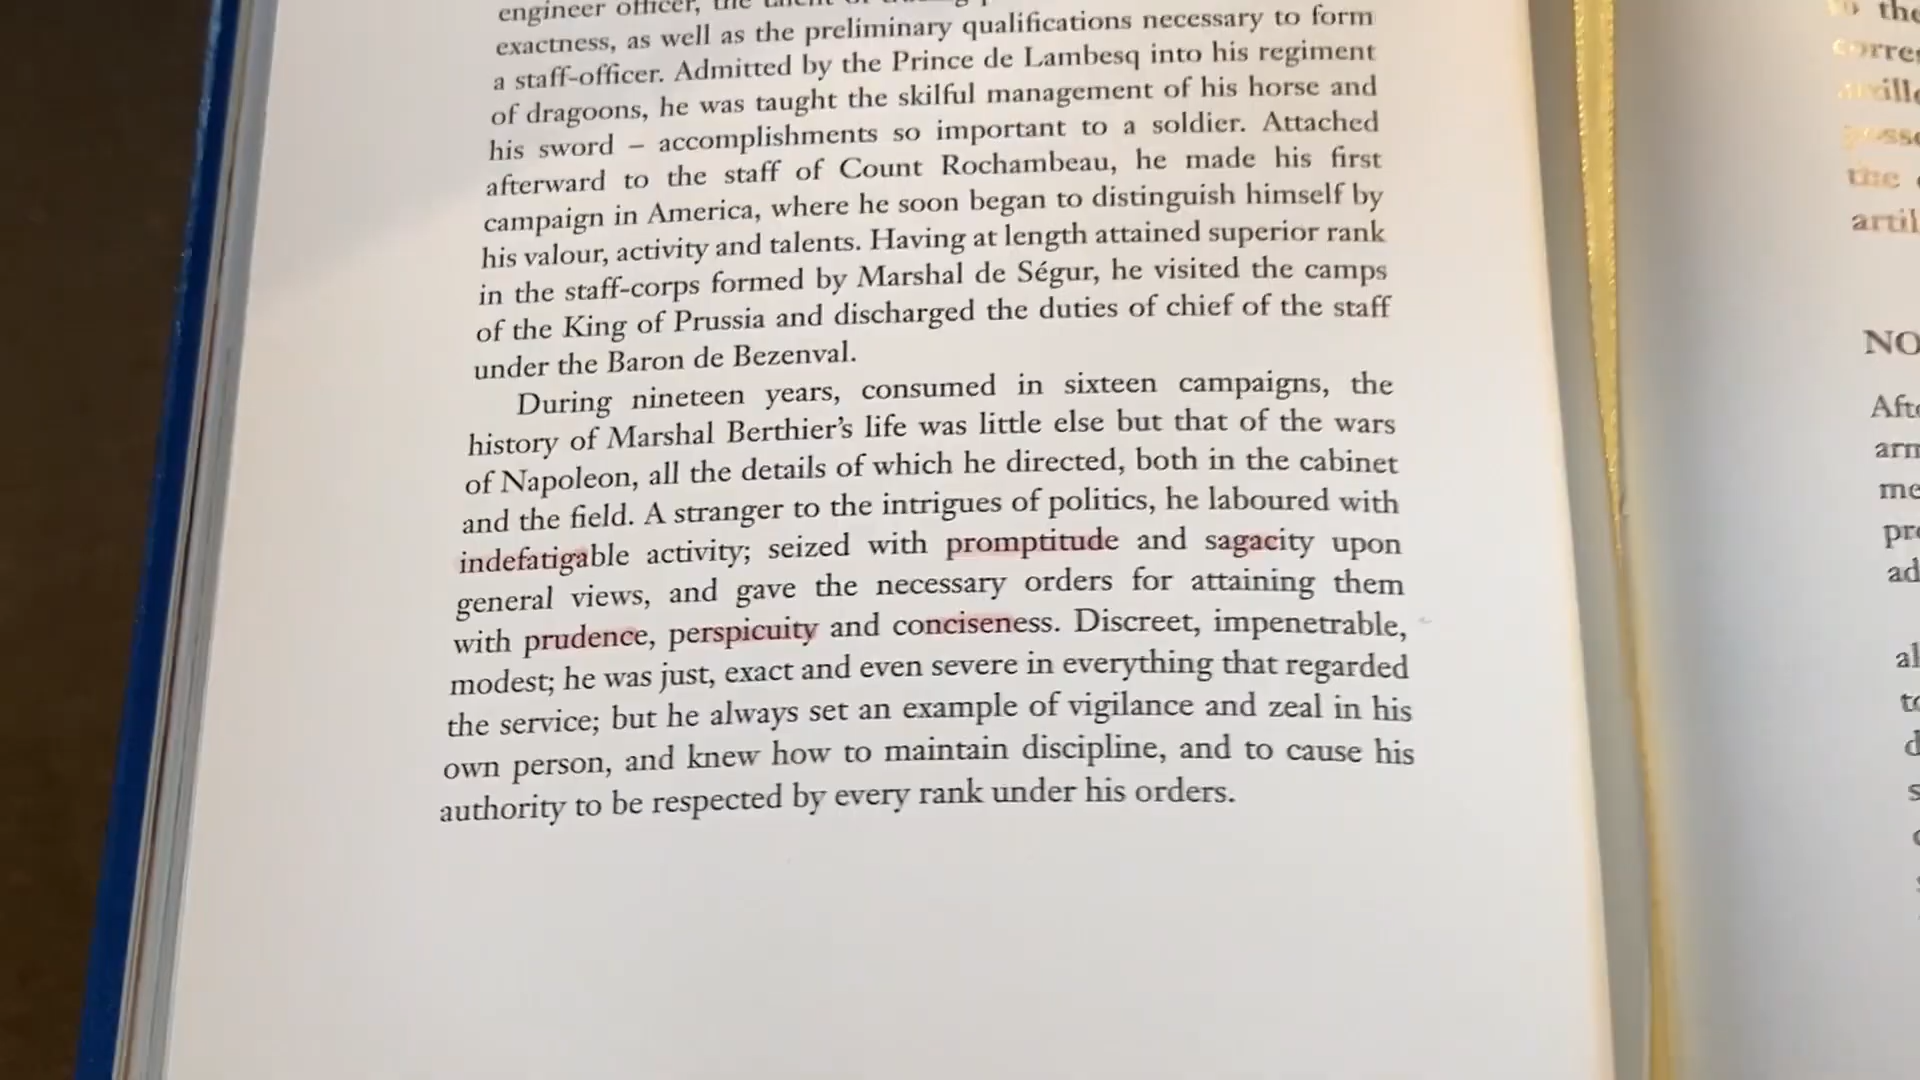 engineer officer, the talent of
exactness, as well as the preliminary qualifications necessary to form
a staff-officer. Admitted by the Prince de Lambesq into his regiment
of dragoons, he was taught the skilful management of his horse and
his sword – accomplishments so important to a soldier. Attached
afterward to the staff of Count Rochambeau, he made his first
campaign in America, where he soon began to distinguish himself by
his valour, activity and talents. Having at length attained superior rank
in the staff-corps formed by Marshal de Ségur, he visited the camps
of the King of Prussia and discharged the duties of chief of the staff
under the Baron de Bezenval.
During nineteen years, consumed in sixteen campaigns, the
history of Marshal Berthier's life was little else but that of the wars
of Napoleon, all the details of which he directed, both in the cabinet
and the field. A stranger to the intrigues of politics, he laboured with
indefatigable activity; seized with promptitude and sagacity upon
general views, and gave the necessary orders for attaining them
with prudence, perspicuity and conciseness. Discreet, impenetrable,
modest; he was just, exact and even severe in everything that regarded
the service; but he always set an example of vigilance and zeal in his
own person, and knew how to maintain discipline, and to cause his
authority to be respected by every rank under his orders.
the
the
NO